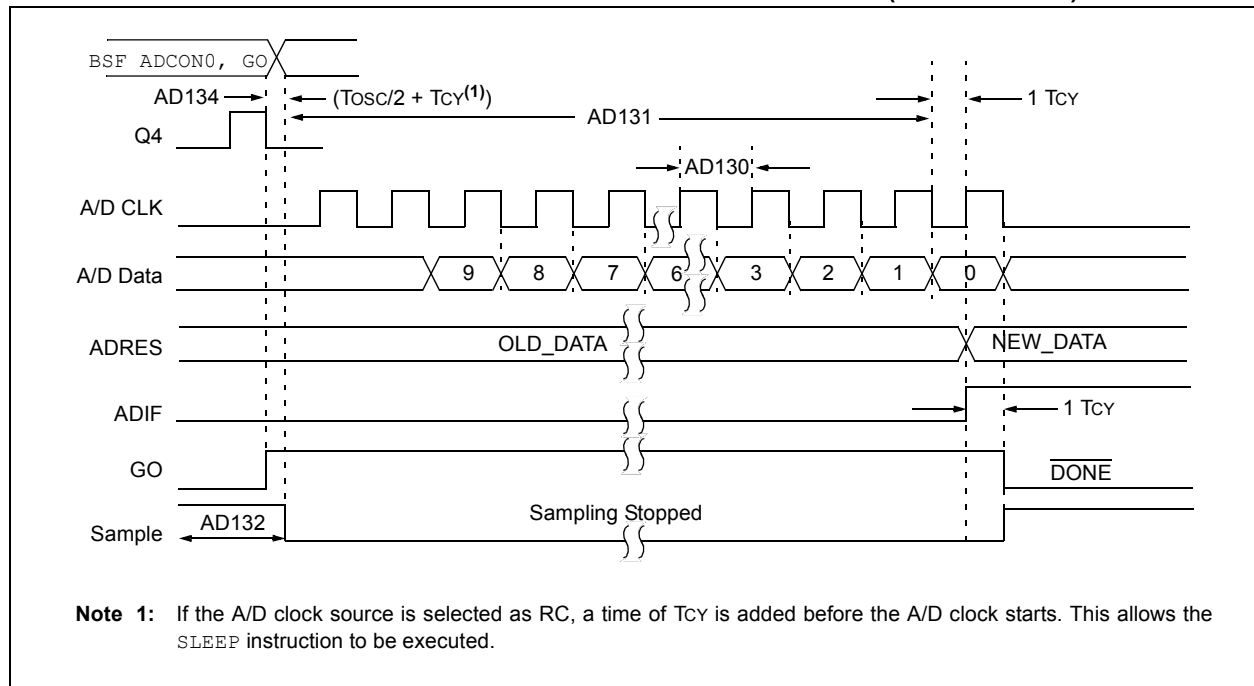 BSF ADCON0, GO
AD134
(TOSC/2 + TCY(1))
1 TCY
AD131
Q4
AD130
A/D CLK
A/D Data
9 8 7 6 3 2 1 0
ADRES
OLD_DATA
NEW_DATA
ADIF
1 TCY
GO
DONE
Sample
AD132
Sampling Stopped
Note 1: If the A/D clock source is selected as RC, a time of TCY is added before the A/D clock starts. This allows the
SLEEP instruction to be executed.